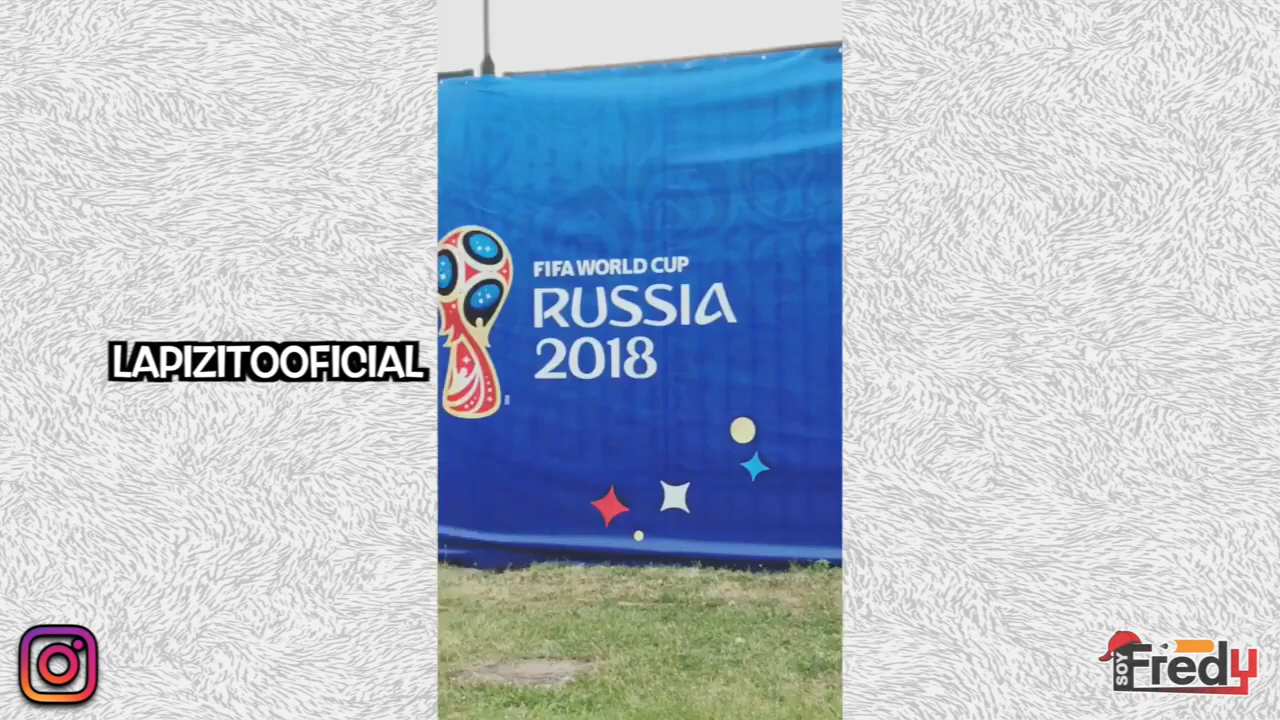 FIFA WORLD CUP
RUSSIA
2018
LAPIZITOOFICIAL
SOY
Fredy